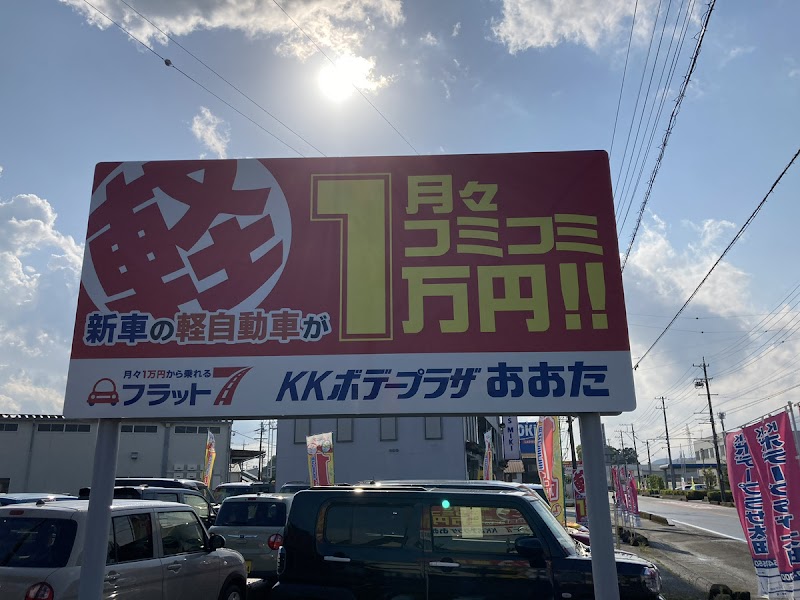 軽
新車の軽自動車が
1
月々
コミコミ
万円!!
月々1万円から乗れる
フラット7
KKボデープラザ おおた